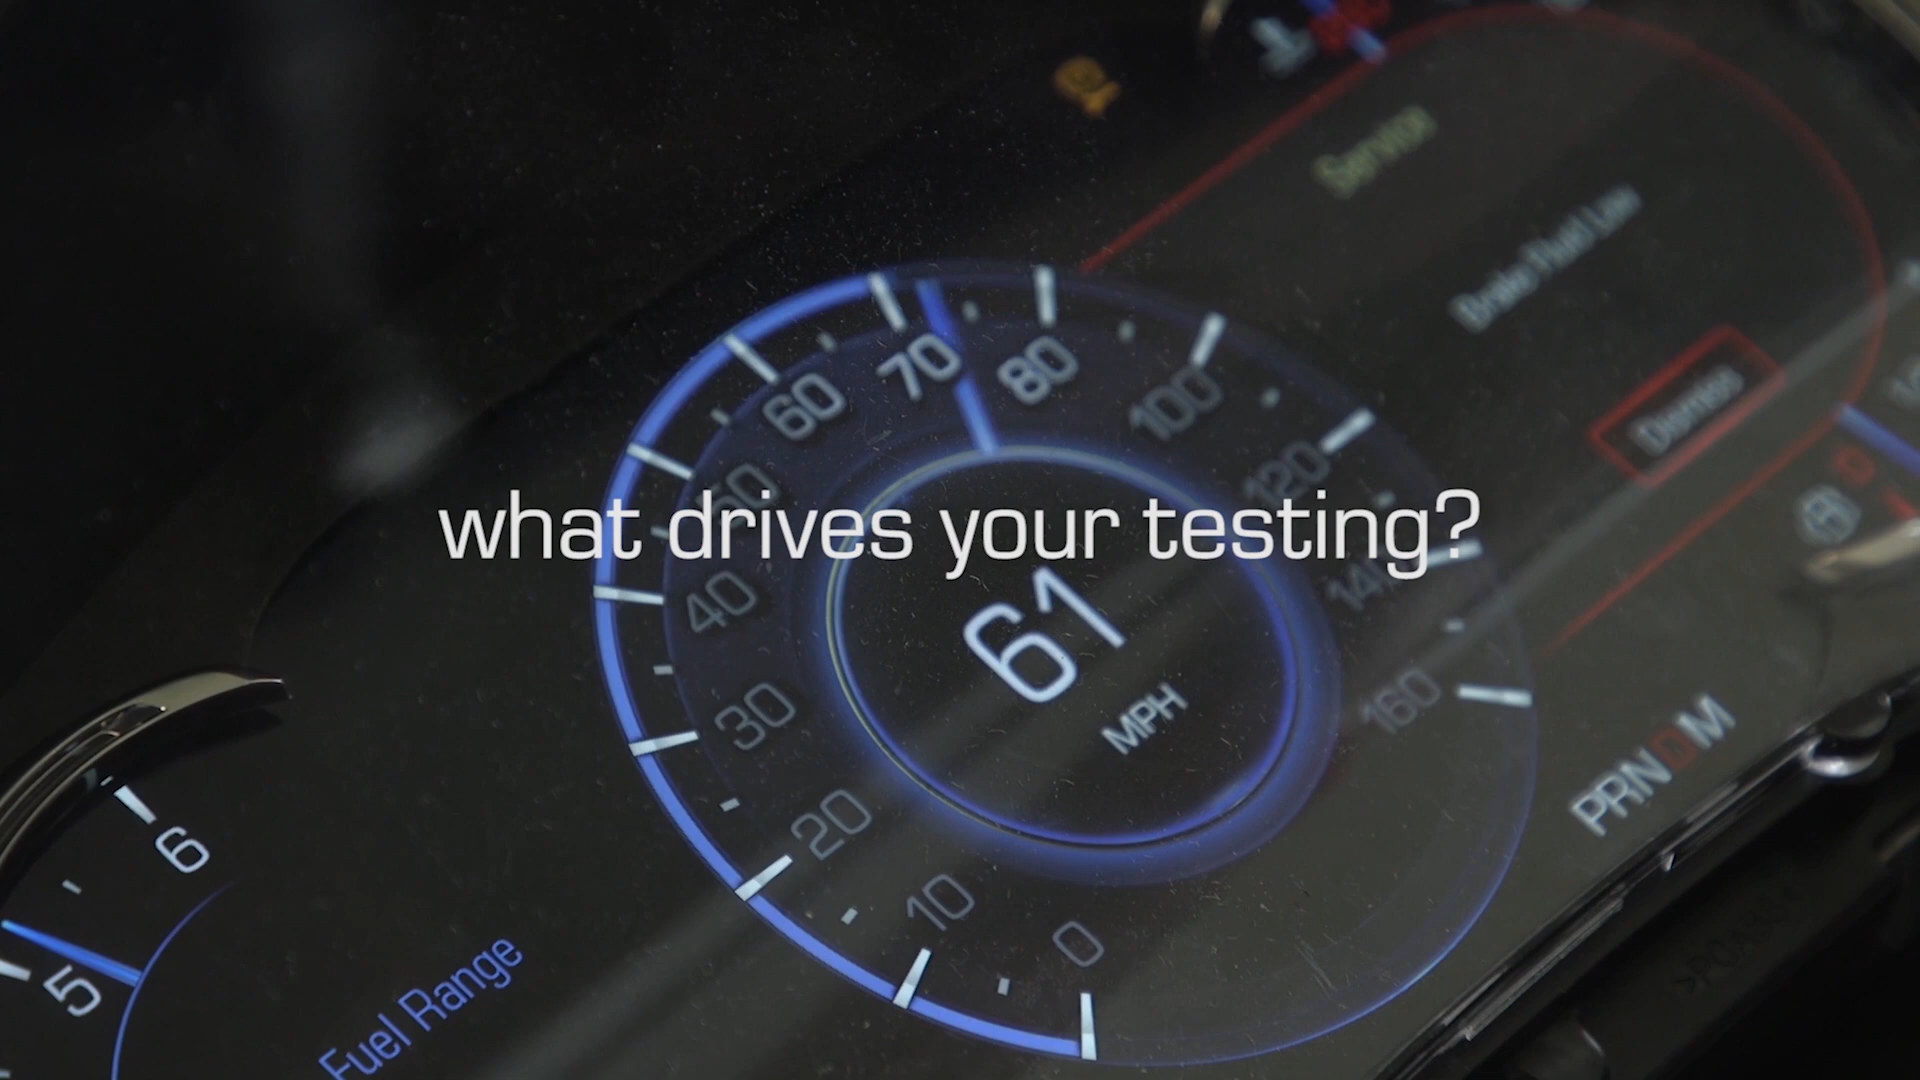 Service
Brake Fluid Low
Dismiss
70
80
60
100
50
120
what drives your testing?
40
140
61
MPH
30
160
PRNDM
20
6
10
0
5
Fuel Range